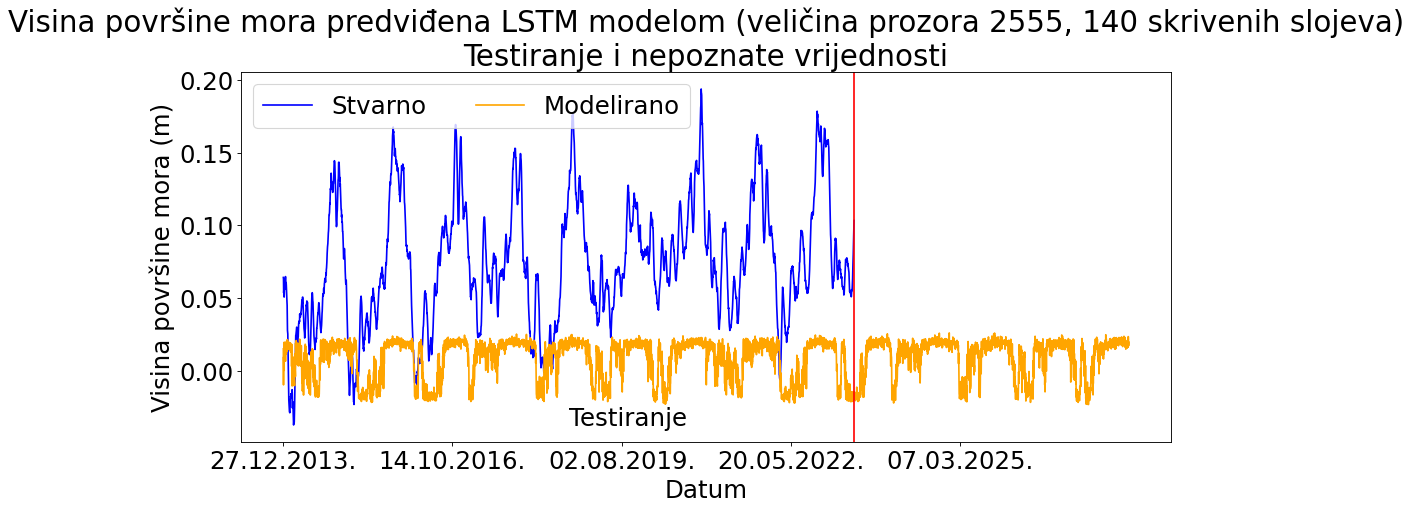 Visina površine mora predviđena LSTM modelom (veličina prozora 2555, 140 skrivenih slojeva)
Testiranje i nepoznate vrijednosti
Stvarno
Modelirano
Visina površine mora (m)
0.20
0.15
0.10
0.05
0.00
Testiranje
27.12.2013.
14.10.2016.
02.08.2019.
20.05.2022.
07.03.2025.
Datum